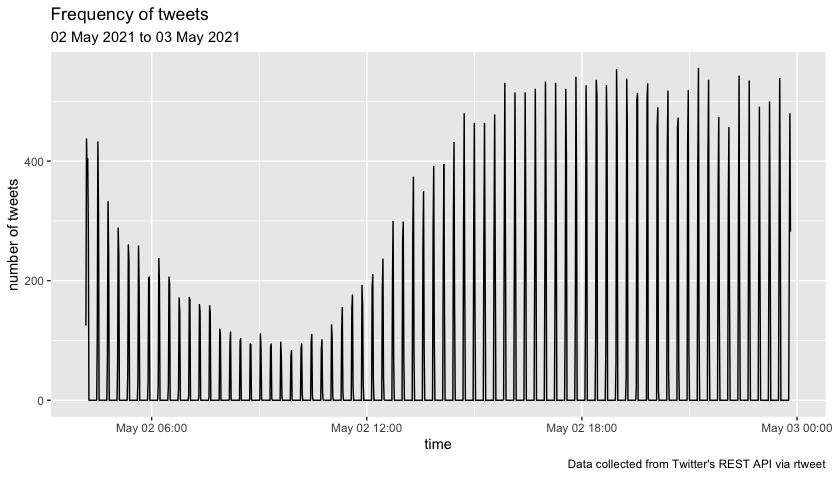 Frequency of tweets
02 May 2021 to 03 May 2021
number of tweets
400
200
0
May 02 06:00
May 02 12:00
May 02 18:00
May 03 00:00
time
Data collected from Twitter's REST API via rtweet